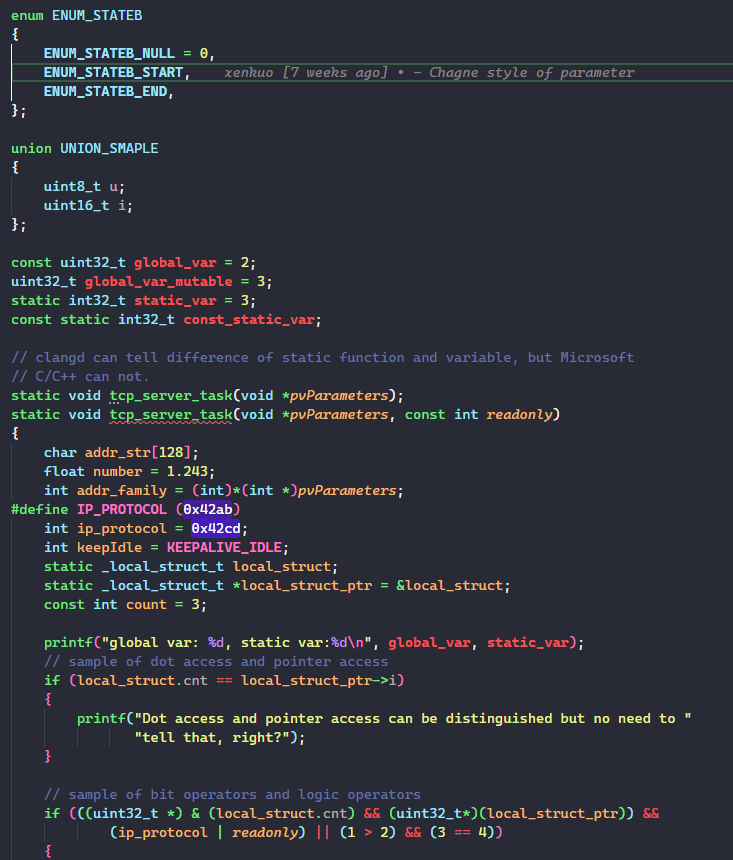 enum ENUM_STATEB
{
    ENUM_STATEB_NULL = 0,
    ENUM_STATEB_START,    xenkuo [7 weeks ago] • - Chagne style of parameter
    ENUM_STATEB_END,
};
union UNION_SMAPLE
{
    uint8_t u;
    uint16_t i;
};
const uint32_t global_var = 2;
uint32_t global_var_mutable = 3;
static int32_t static_var = 3;
const static int32_t const_static_var;
// clangd can tell difference of static function and variable, but Microsoft
// C/C++ can not.
static void tcp_server_task(void *pvParameters);
static void tcp_server_task(void *pvParameters, const int readonly)
{
    char addr_str[128];
    float number = 1.243;
    int addr_family = (int)*(int *)pvParameters;
#define IP_PROTOCOL (0x42ab)
    int ip_protocol = 0x42cd;
    int keepIdle = KEEPALIVE_IDLE;
    static _local_struct_t local_struct;
    static _local_struct_t *local_struct_ptr = &local_struct;
    const int count = 3;
    printf("global var: %d, static var:%d\n", global_var, static_var);
    // sample of dot access and pointer access
    if (local_struct.cnt == local_struct_ptr->i)
    {
        printf("Dot access and pointer access can be distinguished but no need to "
               "tell that, right?");
    }
    // sample of bit operators and logic operators
    if (((uint32_t *) & (local_struct.cnt) && (uint32_t*)(local_struct_ptr)) &&
            (ip_protocol | readonly) || (1 > 2) && (3 == 4))
    {